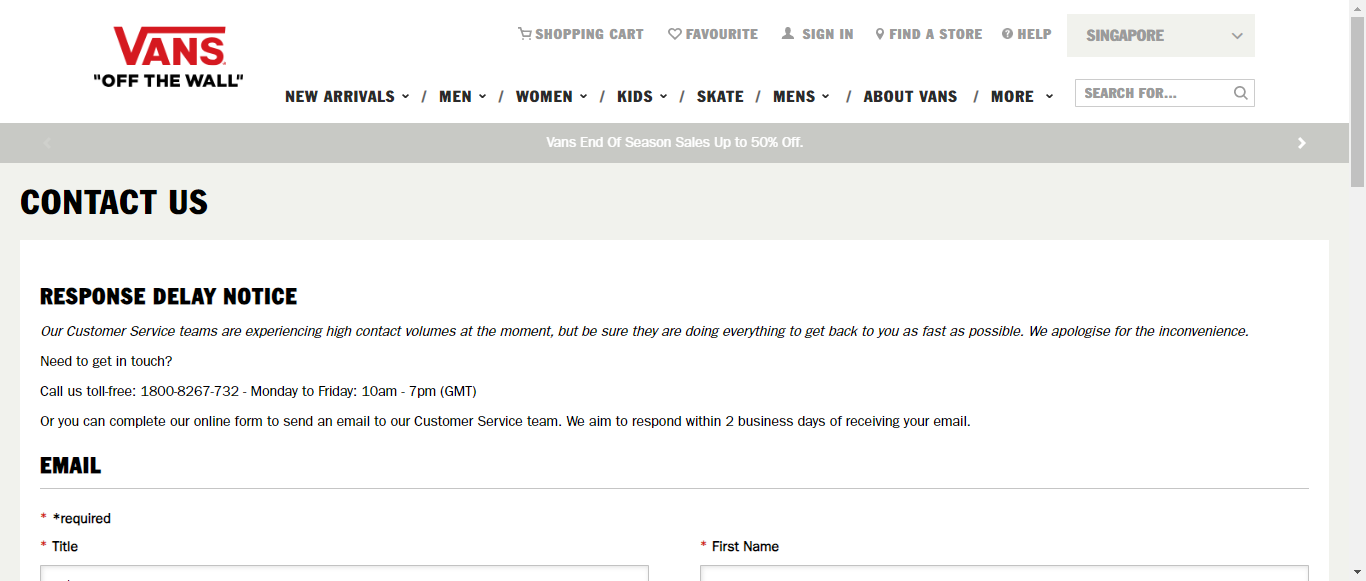 VANS
"OFF THE WALL"
SHOPPING CART FAVOURITE SIGN IN FIND A STORE HELP SINGAPORE
NEW ARRIVALS / MEN / WOMEN / KIDS / SKATE / MENS / ABOUT VANS / MORE SEARCH FOR...
Vans End Of Season Sales Up to 50% Off.
CONTACT US
RESPONSE DELAY NOTICE
Our Customer Service teams are experiencing high contact volumes at the moment, but be sure they are doing everything to get back to you as fast as possible. We apologise for the inconvenience.
Need to get in touch?
Call us toll-free: 1800-8267-732 - Monday to Friday: 10am - 7pm (GMT)
Or you can complete our online form to send an email to our Customer Service team. We aim to respond within 2 business days of receiving your email.
EMAIL
* *required
* Title * First Name